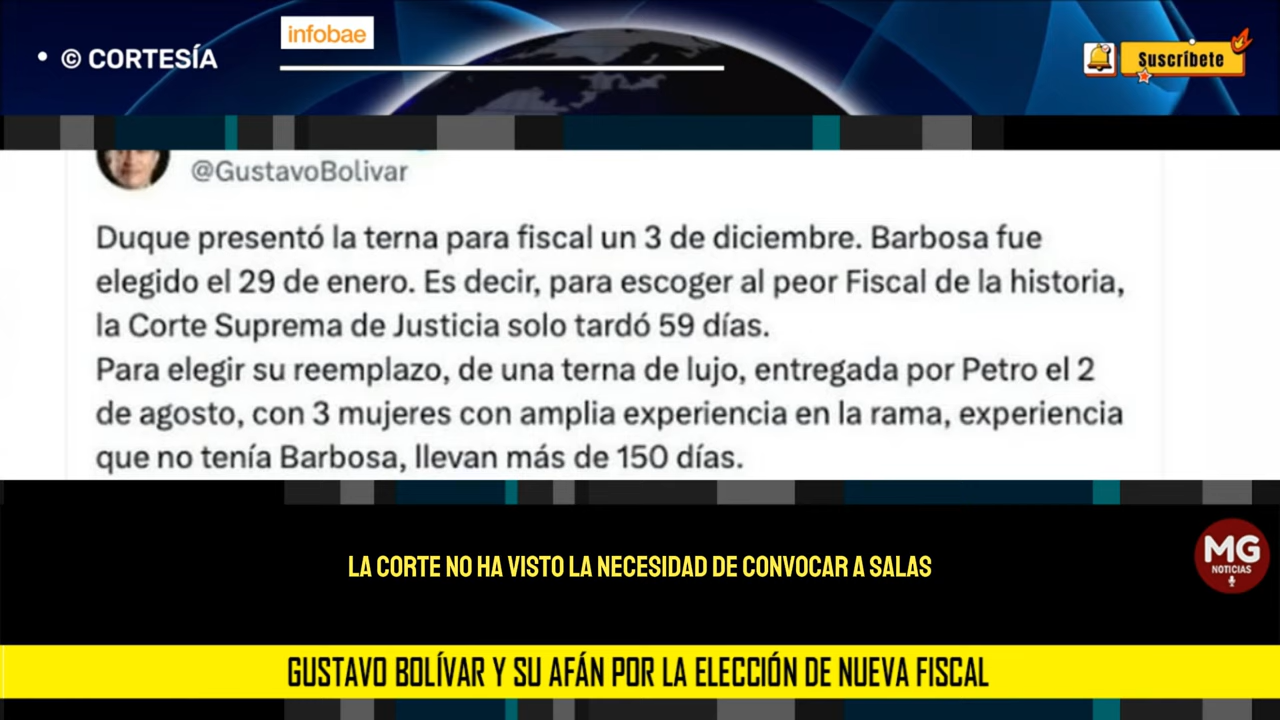 • © CORTESÍA
infobae
Suscríbete
@GustavoBolivar
Duque presentó la terna para fiscal un 3 de diciembre. Barbosa fue
elegido el 29 de enero. Es decir, para escoger al peor Fiscal de la historia,
la Corte Suprema de Justicia solo tardó 59 días.
Para elegir su reemplazo, de una terna de lujo, entregada por Petro el 2
de agosto, con 3 mujeres con amplia experiencia en la rama, experiencia
que no tenía Barbosa, llevan más de 150 días.
LA CORTE NO HA VISTO LA NECESIDAD DE CONVOCAR A SALAS
MG
NOTICIAS
GUSTAVO BOLÍVAR Y SU AFÁN POR LA ELECCIÓN DE NUEVA FISCAL